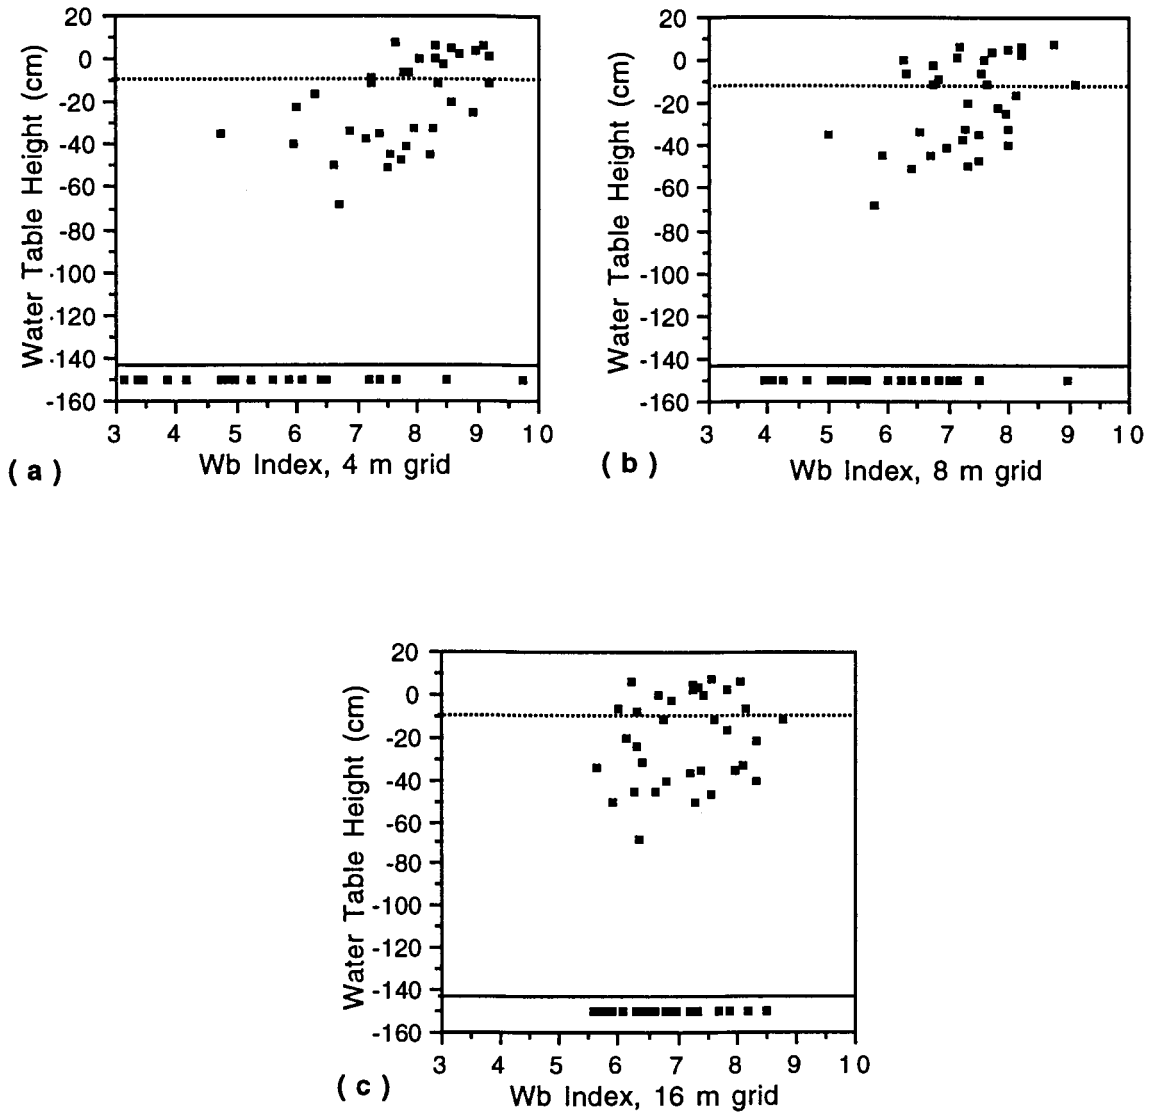 20
0
-20
-40
-60
-80
-100
-120
-140
-160
Water Table Height (cm)
3 4 5 6 7 8 9 10
Wb Index, 4 m grid
(a)
20
0
-20
-40
-60
-80
-100
-120
-140
-160
Water Table Height (cm)
3 4 5 6 7 8 9 10
Wb Index, 8 m grid
(b)
20
0
-20
-40
-60
-80
-100
-120
-140
-160
Water Table Height (cm)
3 4 5 6 7 8 9 10
Wb Index, 16 m grid
(c)